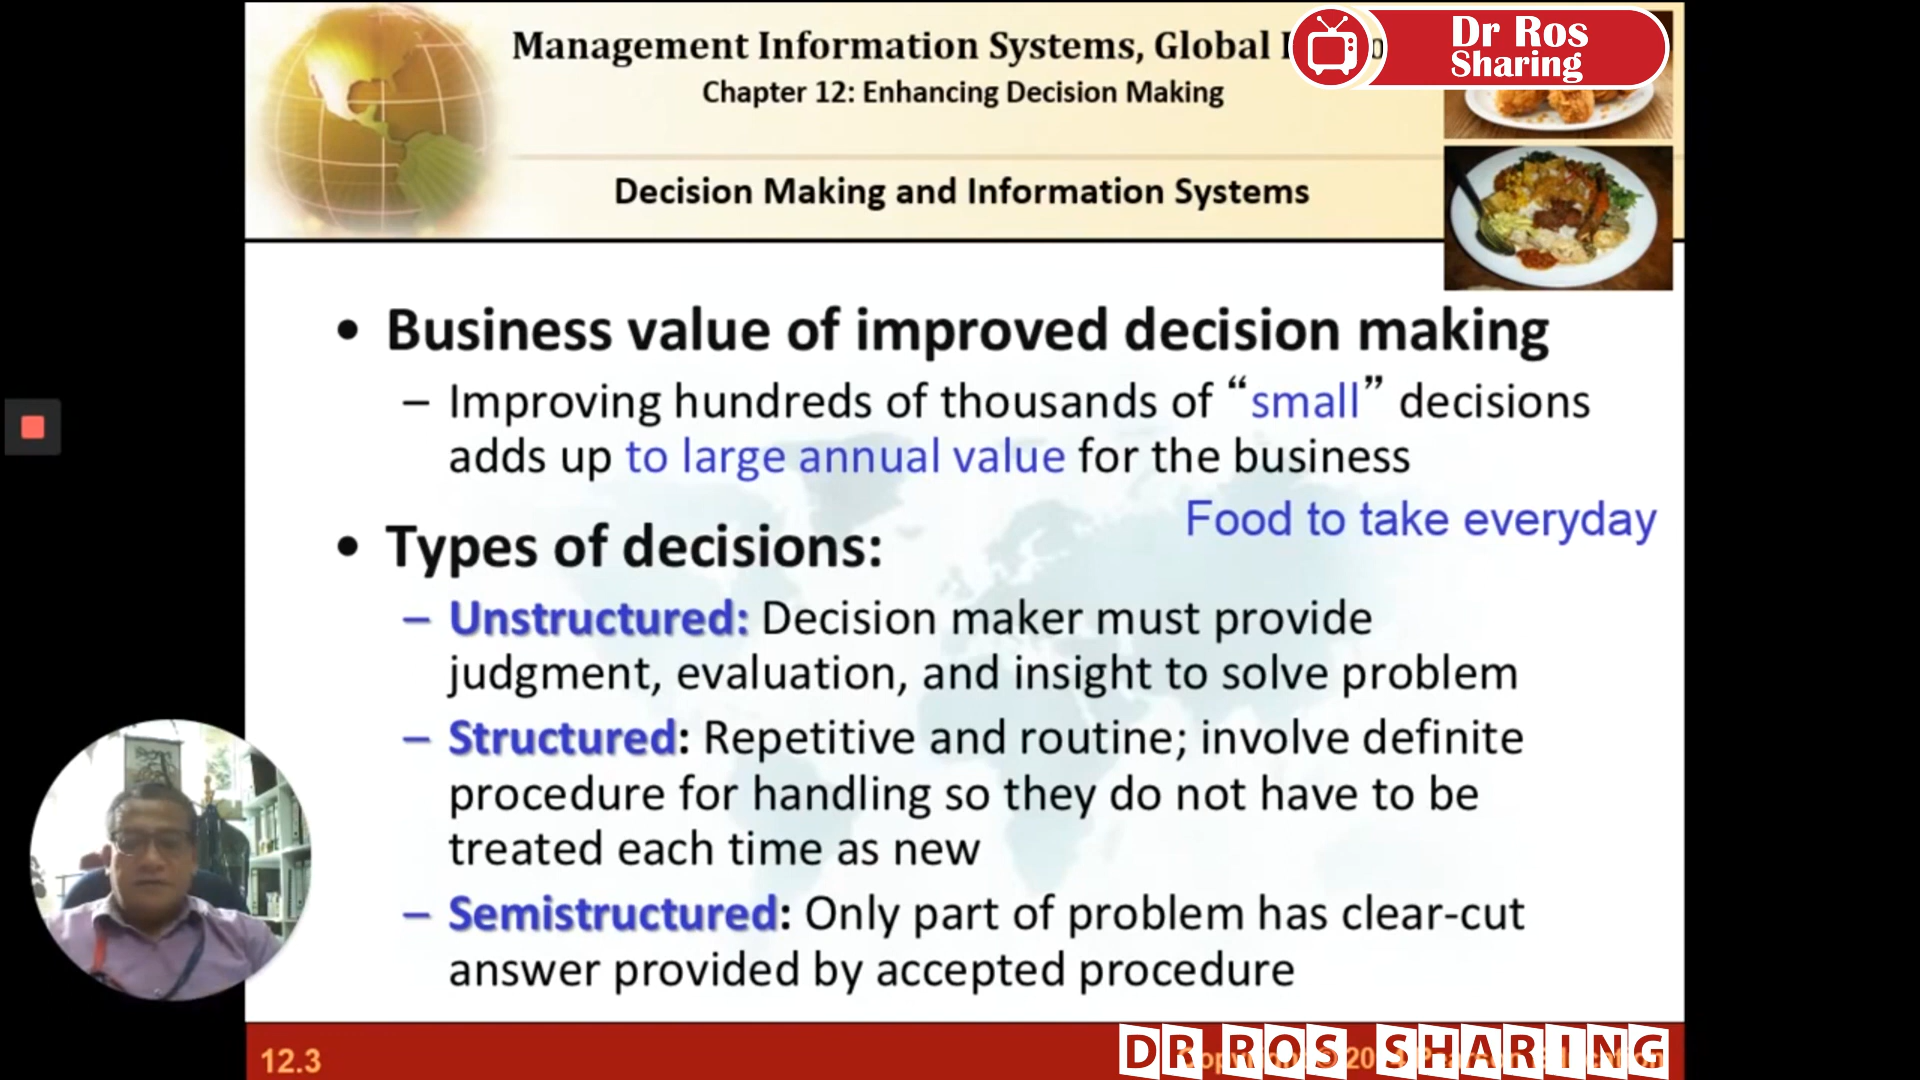 Management Information Systems, Global
Dr Ros
Sharing
Chapter 12: Enhancing Decision Making
Decision Making and Information Systems
• Business value of improved decision making
– Improving hundreds of thousands of “small” decisions
adds up to large annual value for the business
Food to take everyday
• Types of decisions:
– Unstructured: Decision maker must provide
judgment, evaluation, and insight to solve problem
– Structured: Repetitive and routine; involve definite
procedure for handling so they do not have to be
treated each time as new
– Semistructured: Only part of problem has clear-cut
answer provided by accepted procedure
12.3
DR ROS SHARING